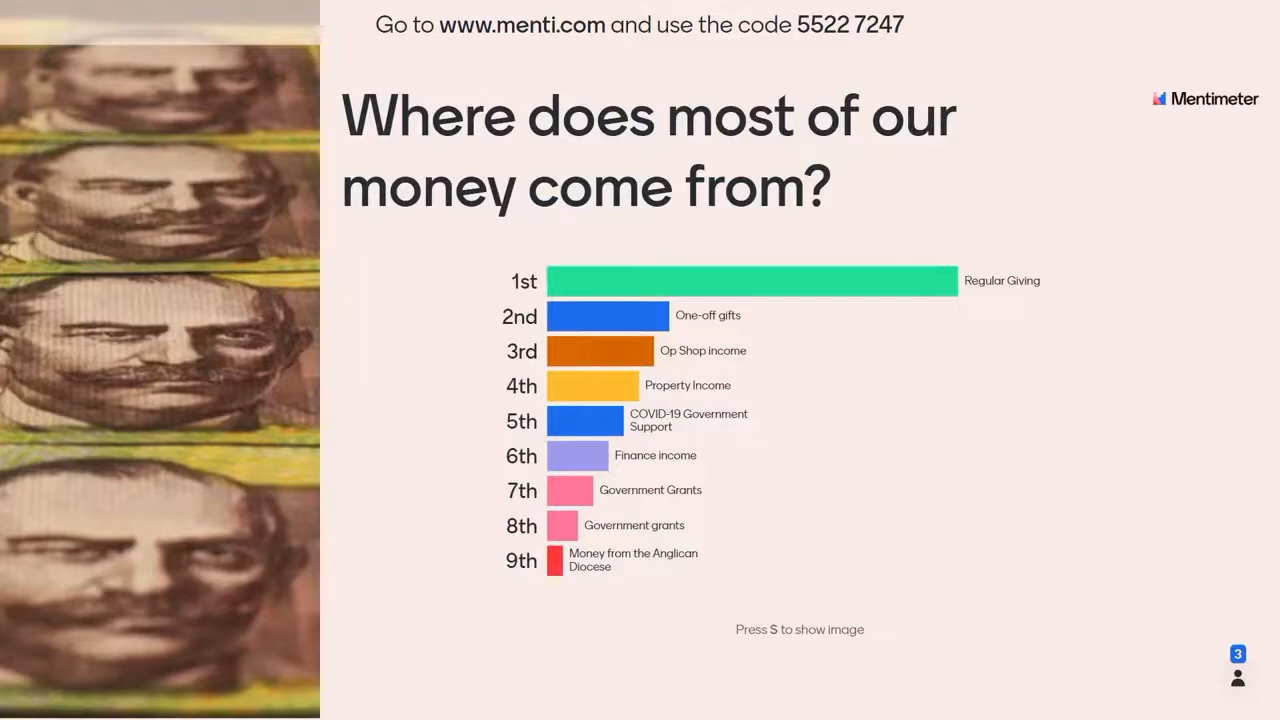 Go to www.menti.com and use the code 5522 7247
Mentimeter
Where does most of our
money come from?
1st Regular Giving
2nd One-off gifts
3rd Op Shop income
4th Property Income
5th COVID-19 Government
Support
6th Finance income
7th Government Grants
8th Government grants
9th Money from the Anglican
Diocese
Press S to show image
3